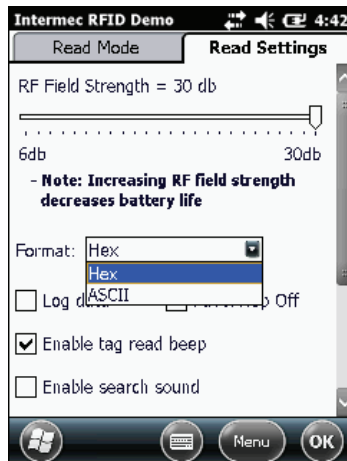 Intermec RFID Demo 4:42
Read Mode Read Settings
RF Field Strength = 30 db
6db 30db
- Note: Increasing RF field strength
decreases battery life
Format: Hex
Hex
ASCII
Log Off
Enable tag read beep
Enable search sound
Menu OK